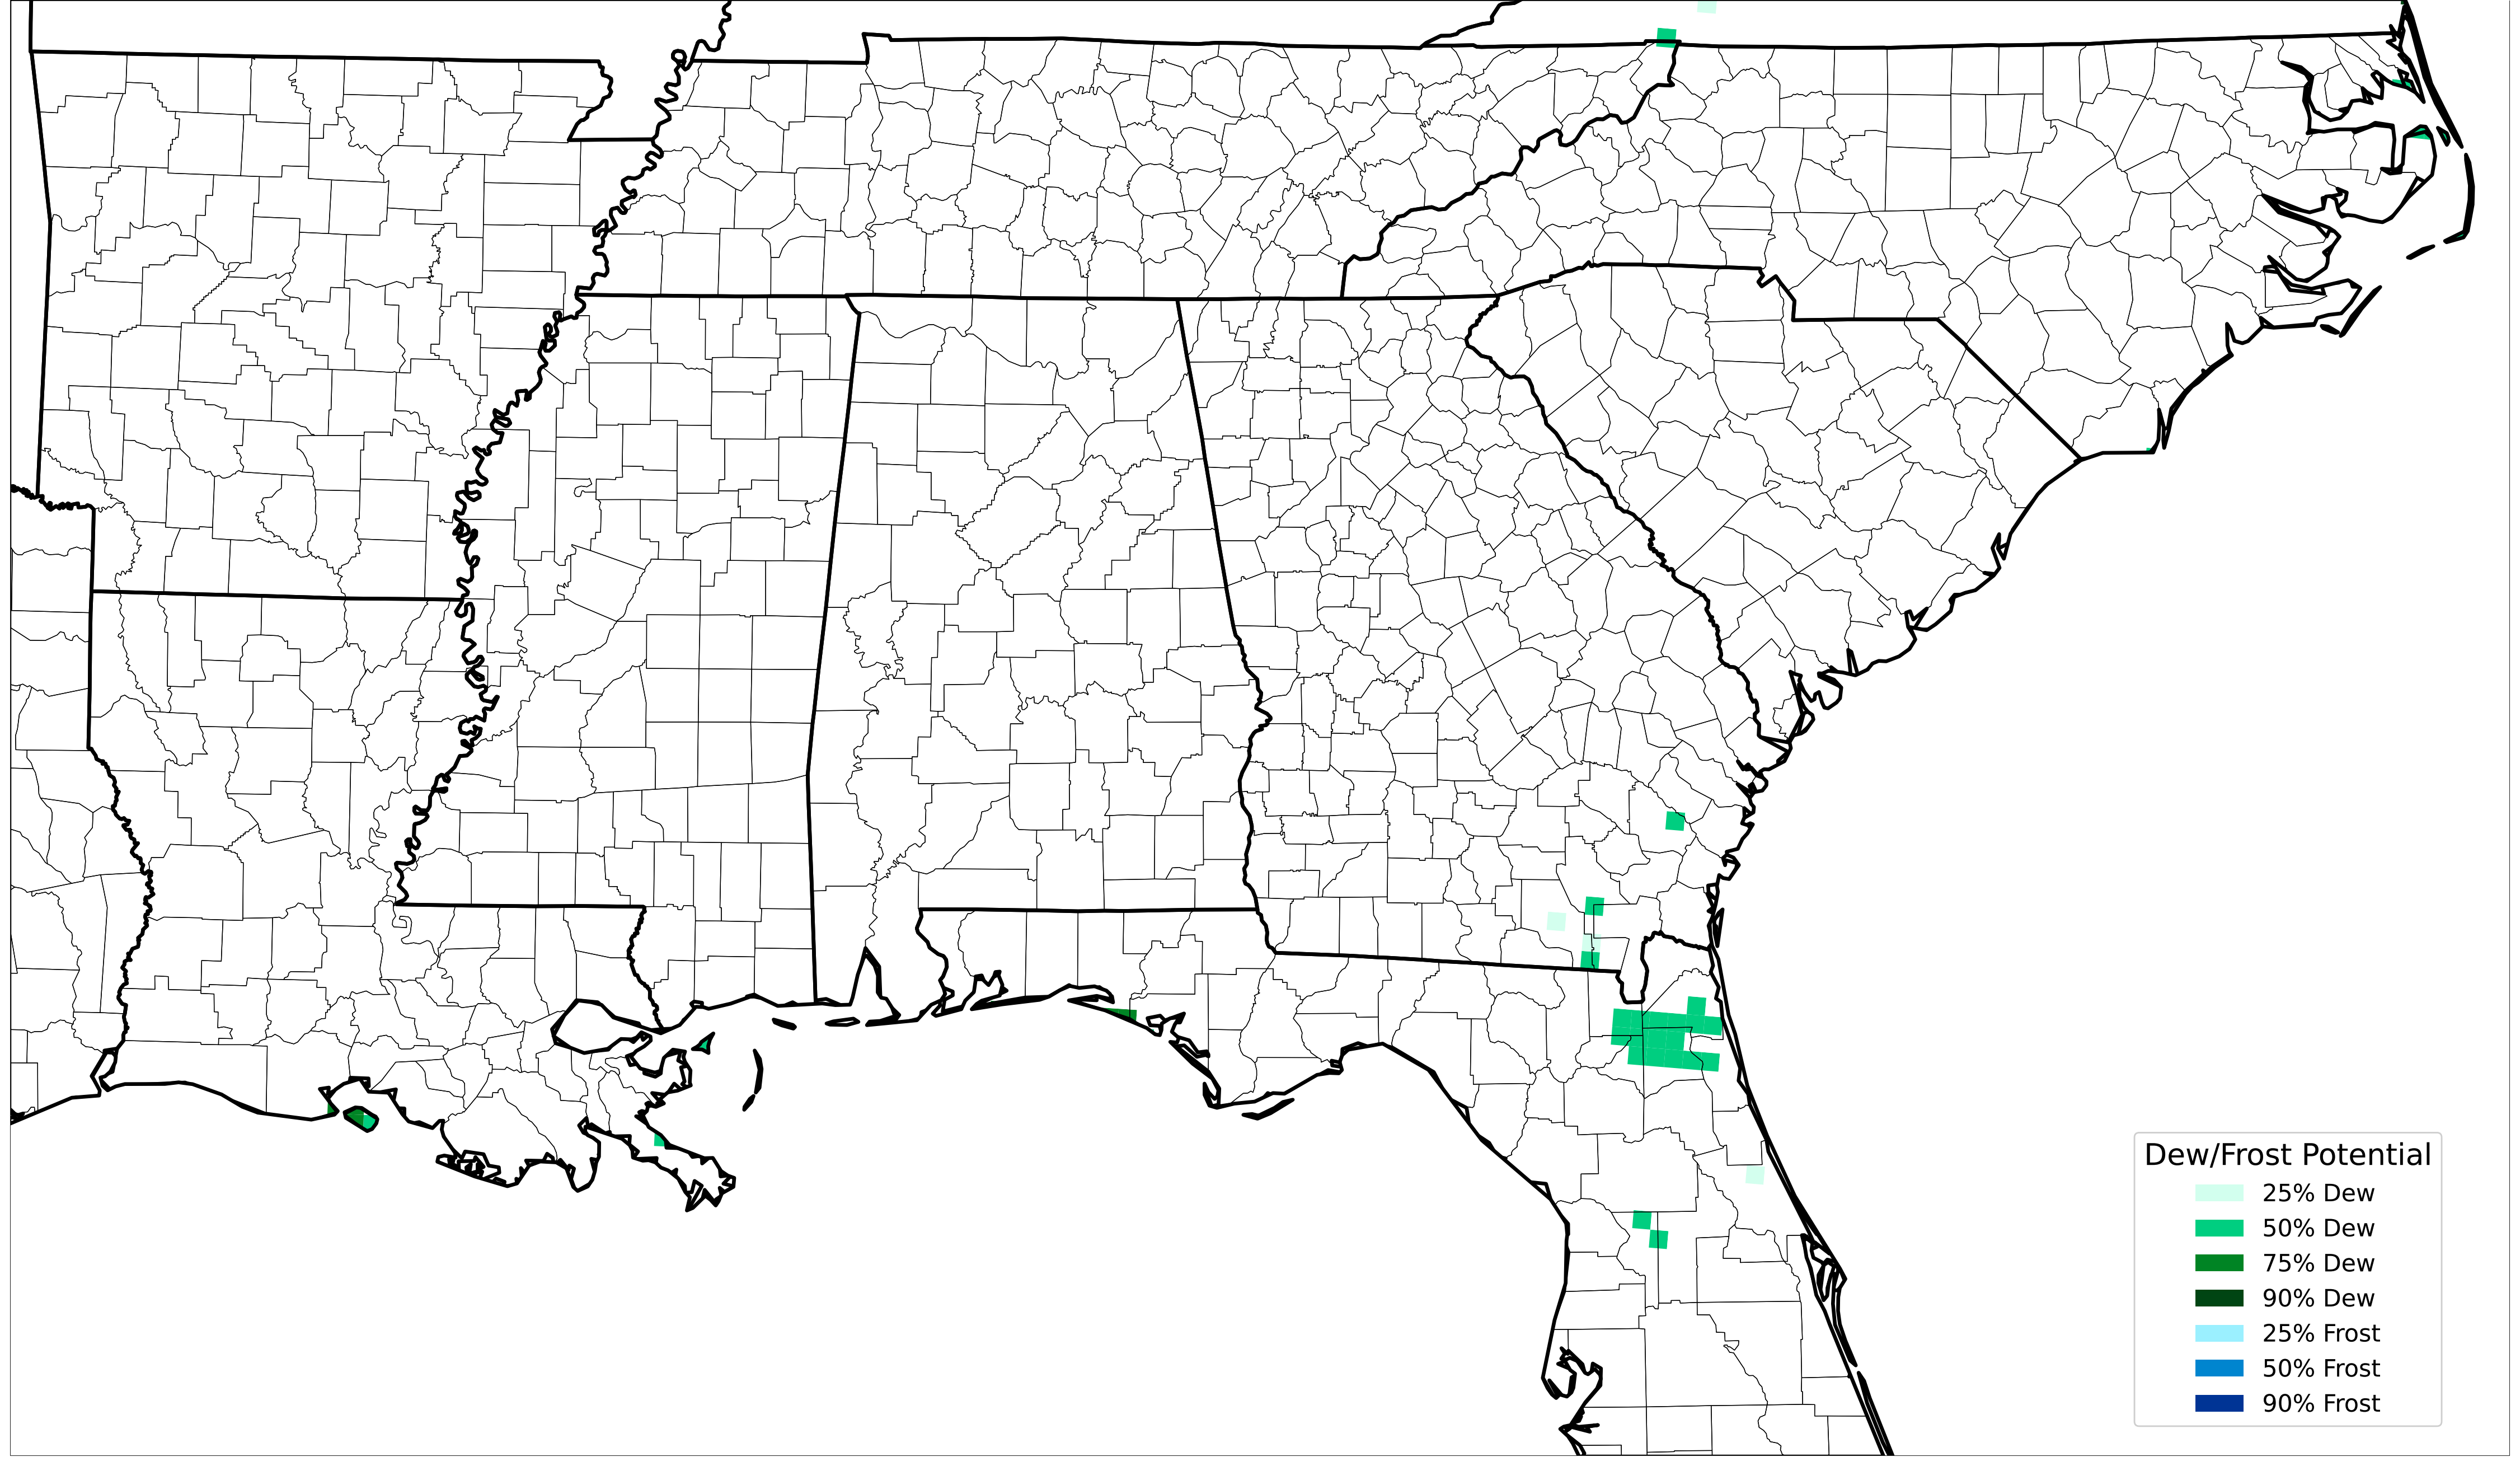 Dew/Frost Potential
25% Dew
50% Dew
75% Dew
90% Dew
25% Frost
50% Frost
90% Frost